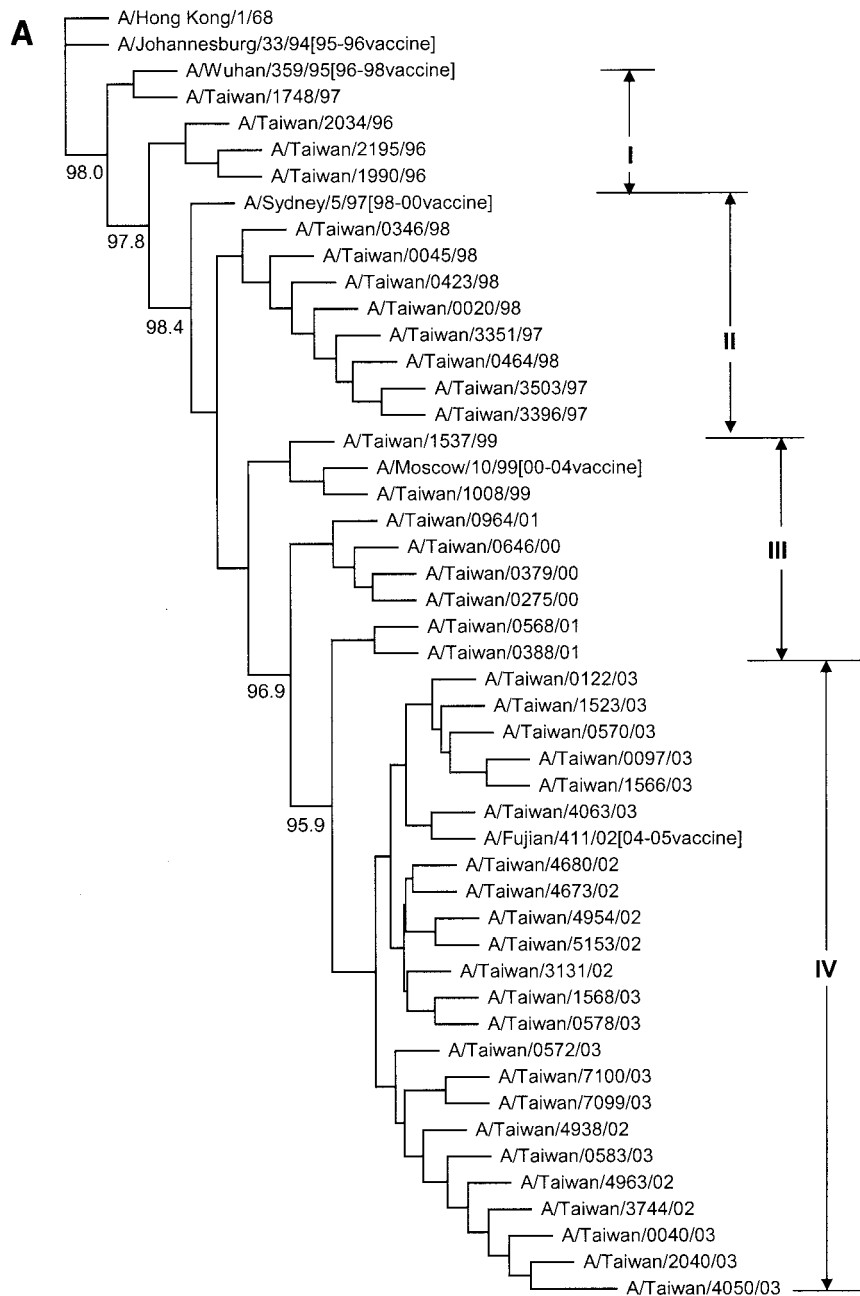 A
A/Hong Kong/1/68
A/Johannesburg/33/94[95-96vaccine]
A/Wuhan/359/95[96-98vaccine]
A/Taiwan/1748/97
A/Taiwan/2034/96
A/Taiwan/2195/96
I
98.0
A/Taiwan/1990/96
A/Sydney/5/97[98-00vaccine]
A/Taiwan/0346/98
97.8
A/Taiwan/0045/98
A/Taiwan/0423/98
A/Taiwan/0020/98
98.4
A/Taiwan/3351/97
II
A/Taiwan/0464/98
A/Taiwan/3503/97
A/Taiwan/3396/97
A/Taiwan/1537/99
A/Moscow/10/99[00-04vaccine]
A/Taiwan/1008/99
A/Taiwan/0964/01
III
A/Taiwan/0646/00
A/Taiwan/0379/00
A/Taiwan/0275/00
A/Taiwan/0568/01
A/Taiwan/0388/01
96.9
A/Taiwan/0122/03
A/Taiwan/1523/03
A/Taiwan/0570/03
A/Taiwan/0097/03
A/Taiwan/1566/03
A/Taiwan/4063/03
95.9
A/Fujian/411/02[04-05vaccine]
A/Taiwan/4680/02
A/Taiwan/4673/02
A/Taiwan/4954/02
A/Taiwan/5153/02
A/Taiwan/3131/02
IV
A/Taiwan/1568/03
A/Taiwan/0578/03
A/Taiwan/0572/03
A/Taiwan/7100/03
A/Taiwan/7099/03
A/Taiwan/4938/02
A/Taiwan/0583/03
A/Taiwan/4963/02
A/Taiwan/3744/02
A/Taiwan/0040/03
A/Taiwan/2040/03
A/Taiwan/4050/03